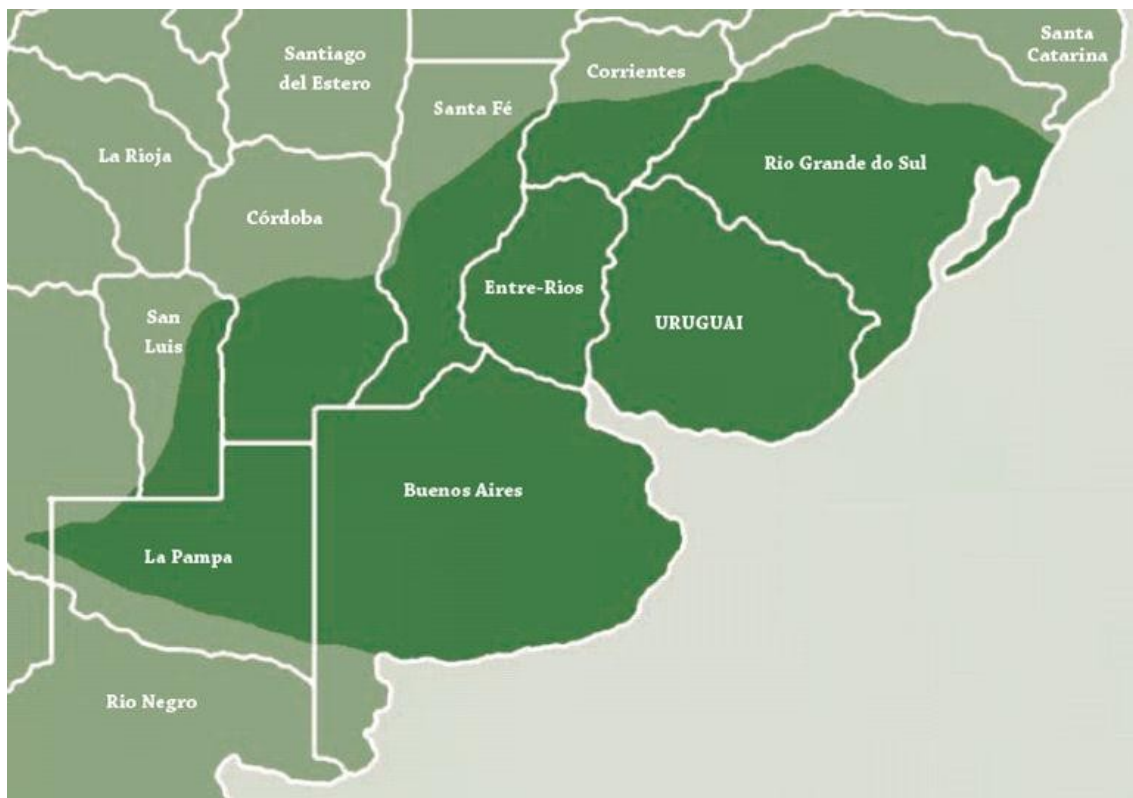 Santa
Catarina
Santiago
del Estero
Corrientes
Santa Fé
La Rioja
Rio Grande do Sul
Córdoba
Entre-Rios
San
Luis
URUGUAI
Buenos Aires
La Pampa
Rio Negro